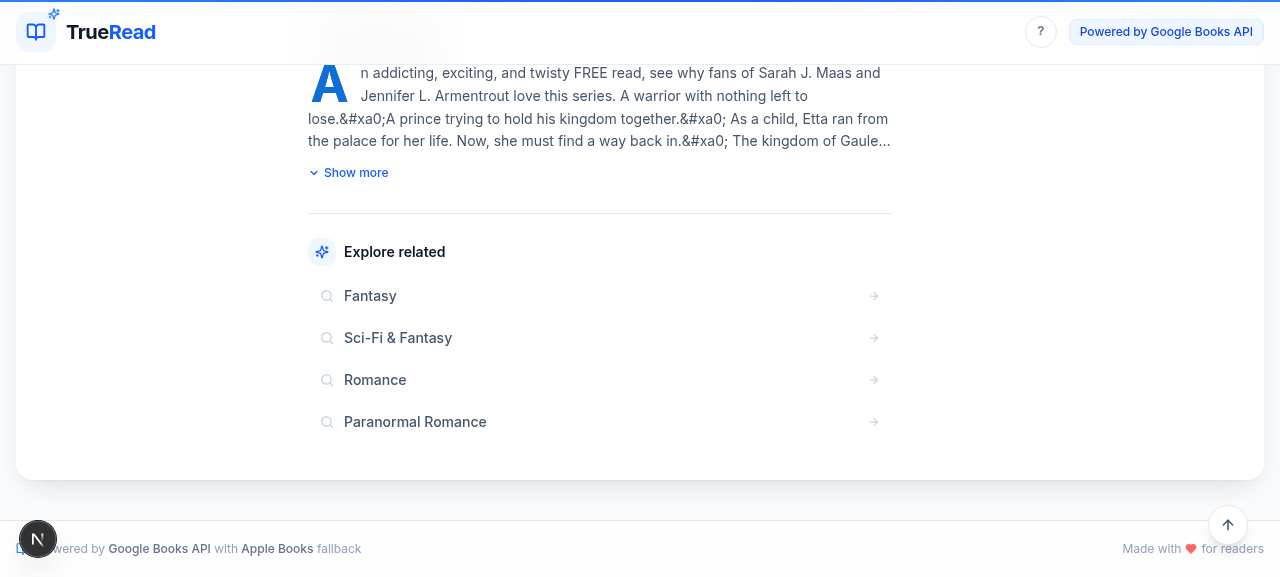 TrueRead
?
Powered by Google Books API
An addicting, exciting, and twisty FREE read, see why fans of Sarah J. Maas and
Jennifer L. Armentrout love this series. A warrior with nothing left to
lose.&#xa0;A prince trying to hold his kingdom together.&#xa0; As a child, Etta ran from
the palace for her life. Now, she must find a way back in.&#xa0; The kingdom of Gaule...
Show more
Explore related
Fantasy
Sci-Fi & Fantasy
Romance
Paranormal Romance
N
wered by Google Books API with Apple Books fallback
Made with ❤ for readers